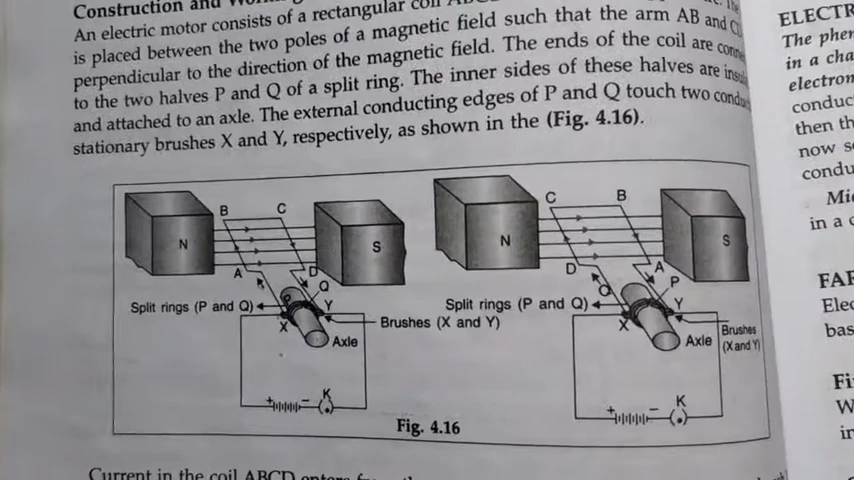 Construction and
An electric motor consists of a rectangular coil
is placed between the two poles of a magnetic field such that the arm AB and
perpendicular to the direction of the magnetic field. The ends of the coil are
to the two halves P and Q of a split ring. The inner sides of these halves are
and attached to an axle. The external conducting edges of P and Q touch two
stationary brushes X and Y, respectively, as shown in the (Fig. 4.16).
B C
N S
A D
Q
P
Split rings (P and Q)
X Y
Brushes (X and Y)
Axle
+ − K
C B
N S
D A
P
Q
Split rings (P and Q)
X Y
Axle
Brushes
(X and Y)
+ − K
Fig. 4.16
Current in the coil ABCD enters
ELECTR
The phen
in a cha
electron
conduc
then th
now s
condu
in a c
FAR
Elec
bas
Fi
W
in